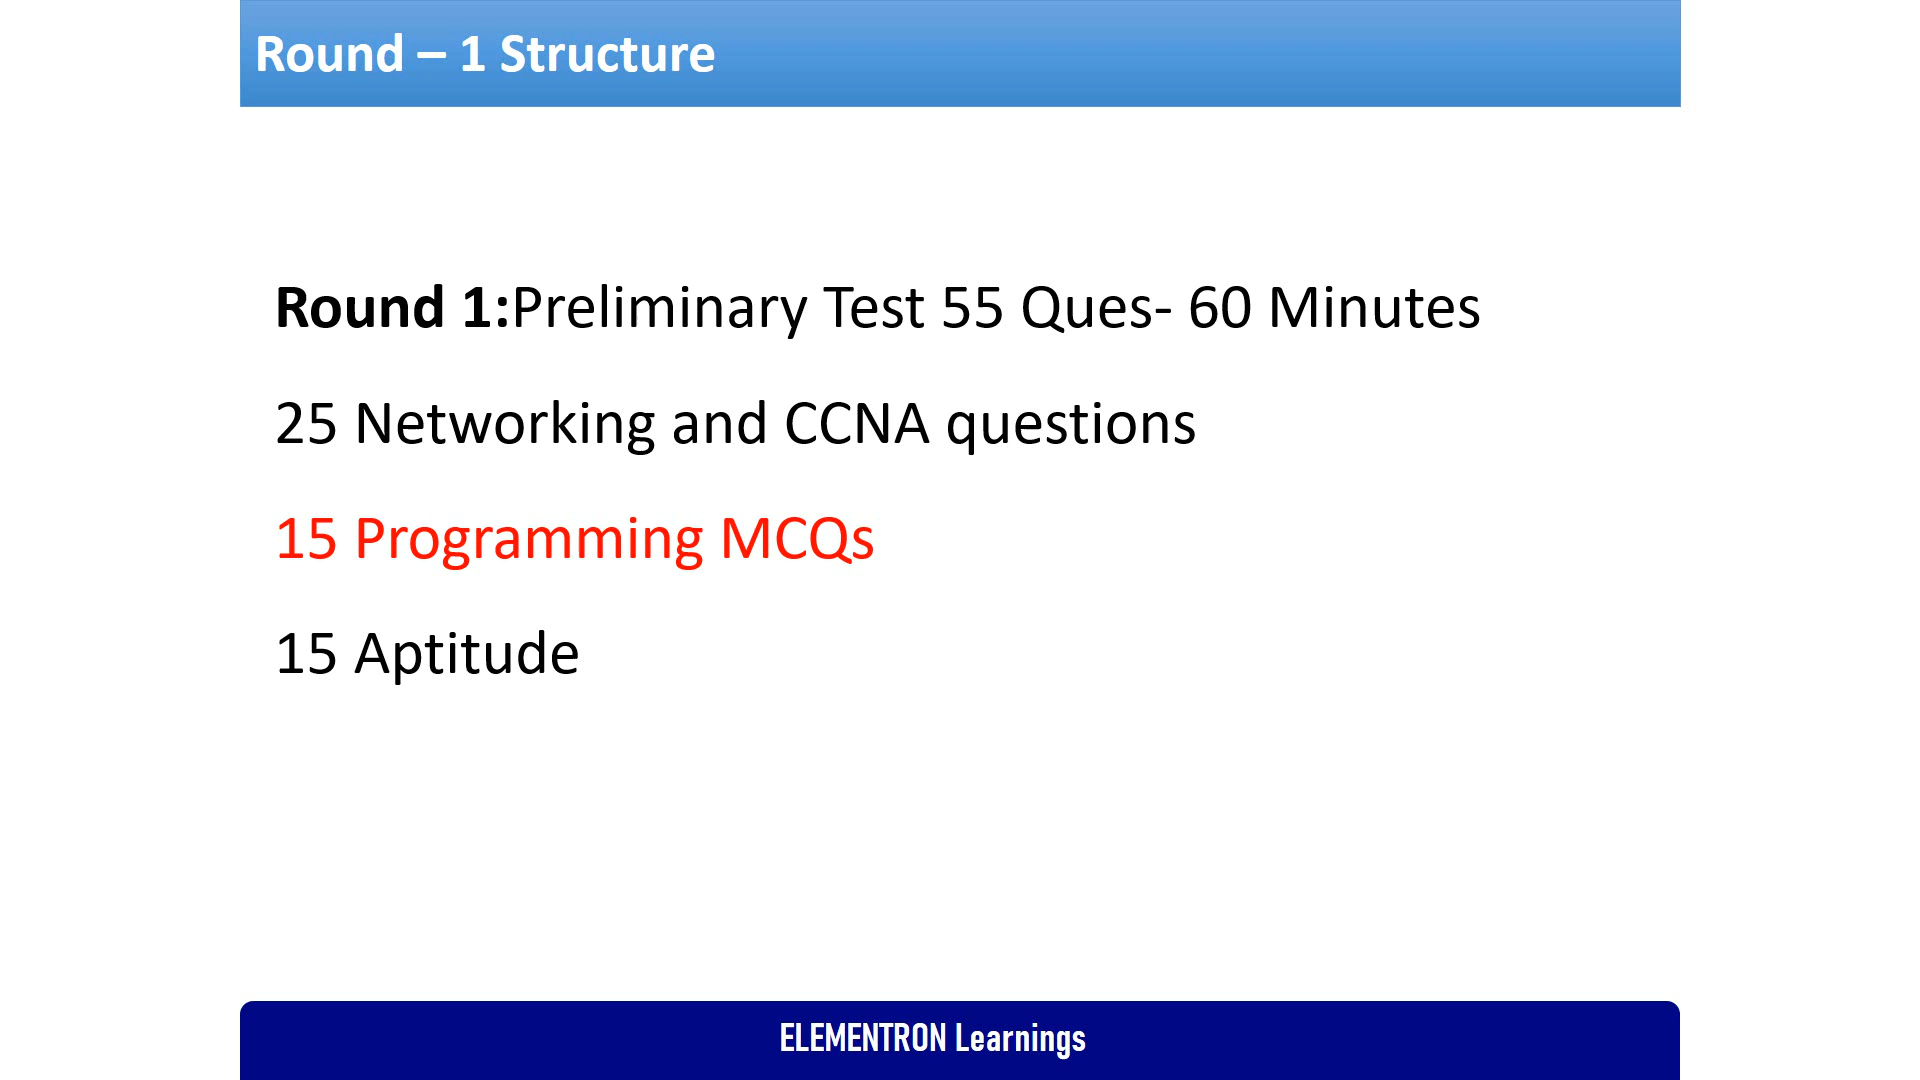 Round – 1 Structure
Round 1:Preliminary Test 55 Ques- 60 Minutes
25 Networking and CCNA questions
15 Programming MCQs
15 Aptitude
ELEMENTRON Learnings